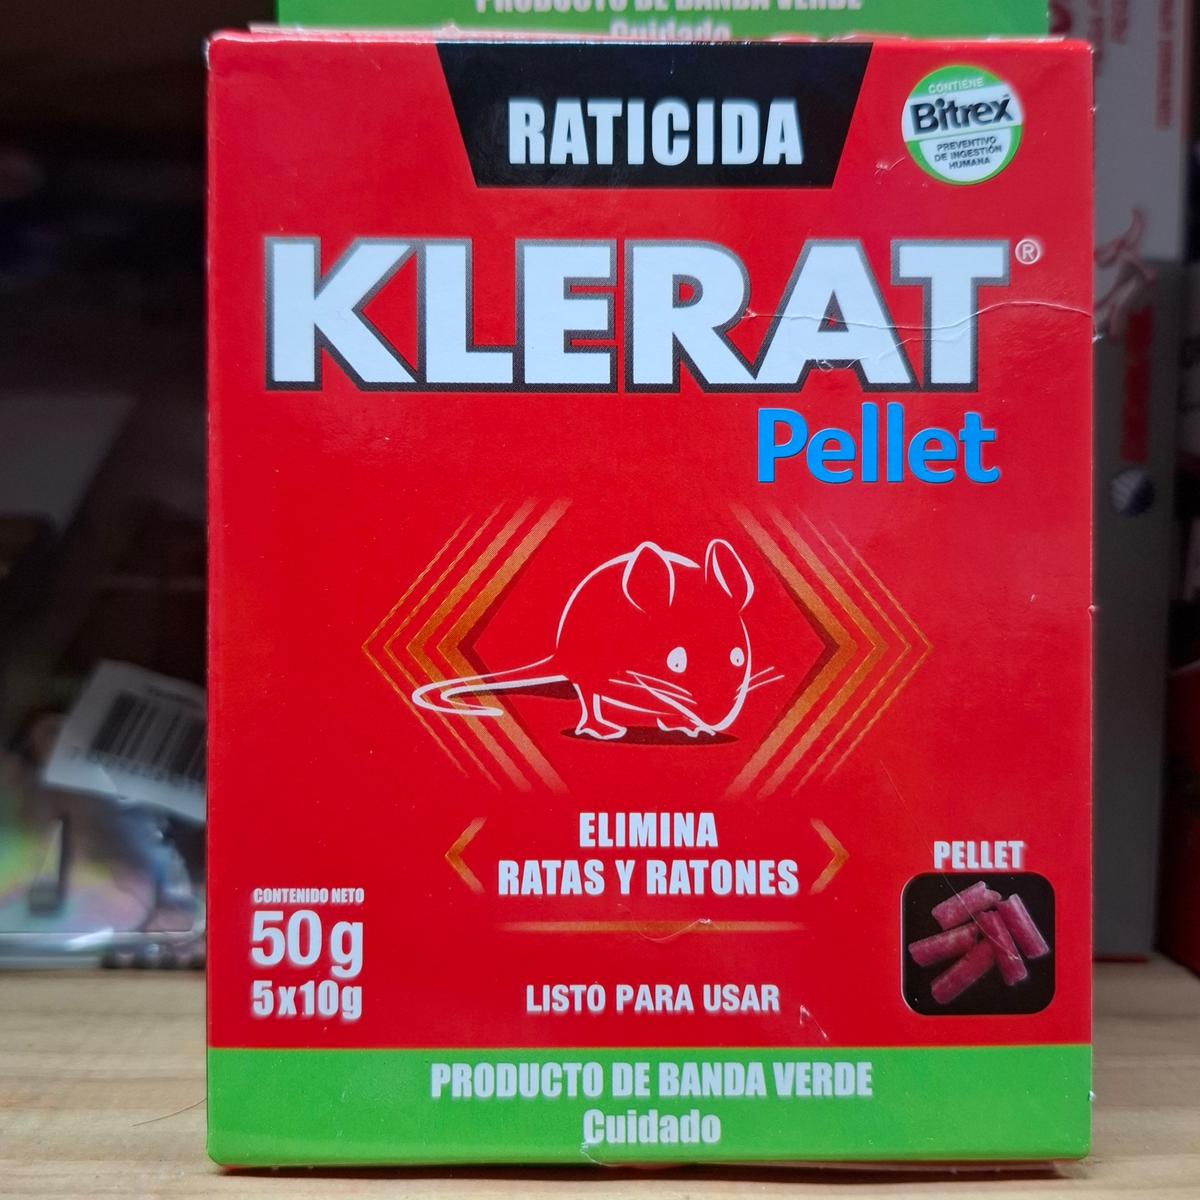 PRODUCTO DE BANDA VERDE
Cuidado
RATICIDA
CONTIENE
Bitrex
PREVENTIVO
DE INGESTIÓN
HUMANA
KLERAT®
Pellet
ELIMINA
RATAS Y RATONES
PELLET
CONTENIDO NETO
50 g
5x10g
LISTO PARA USAR
PRODUCTO DE BANDA VERDE
Cuidado